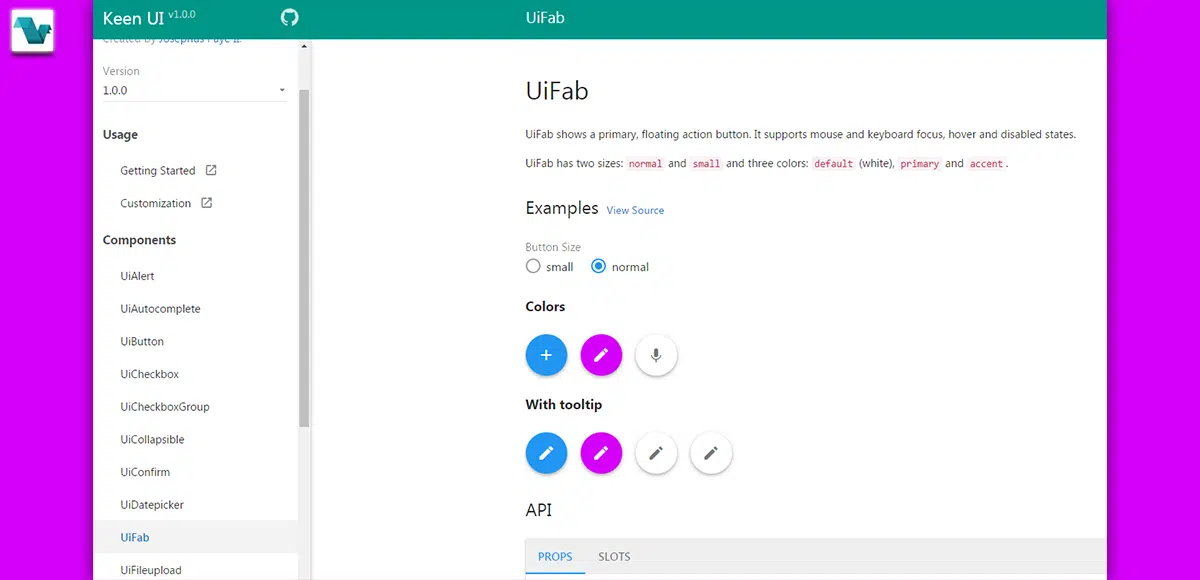 Keen UI v1.0.0
UiFab
Created by Josephus Paye II.
Version
1.0.0
Usage
Getting Started
Customization
Components
UiAlert
UiAutocomplete
UiButton
UiCheckbox
UiCheckboxGroup
UiCollapsible
UiConfirm
UiDatepicker
UiFab
UiFileupload
UiFab
UiFab shows a primary, floating action button. It supports mouse and keyboard focus, hover and disabled states.
UiFab has two sizes: normal and small and three colors: default (white), primary and accent.
Examples View Source
Button Size
small normal
Colors
With tooltip
API
PROPS SLOTS